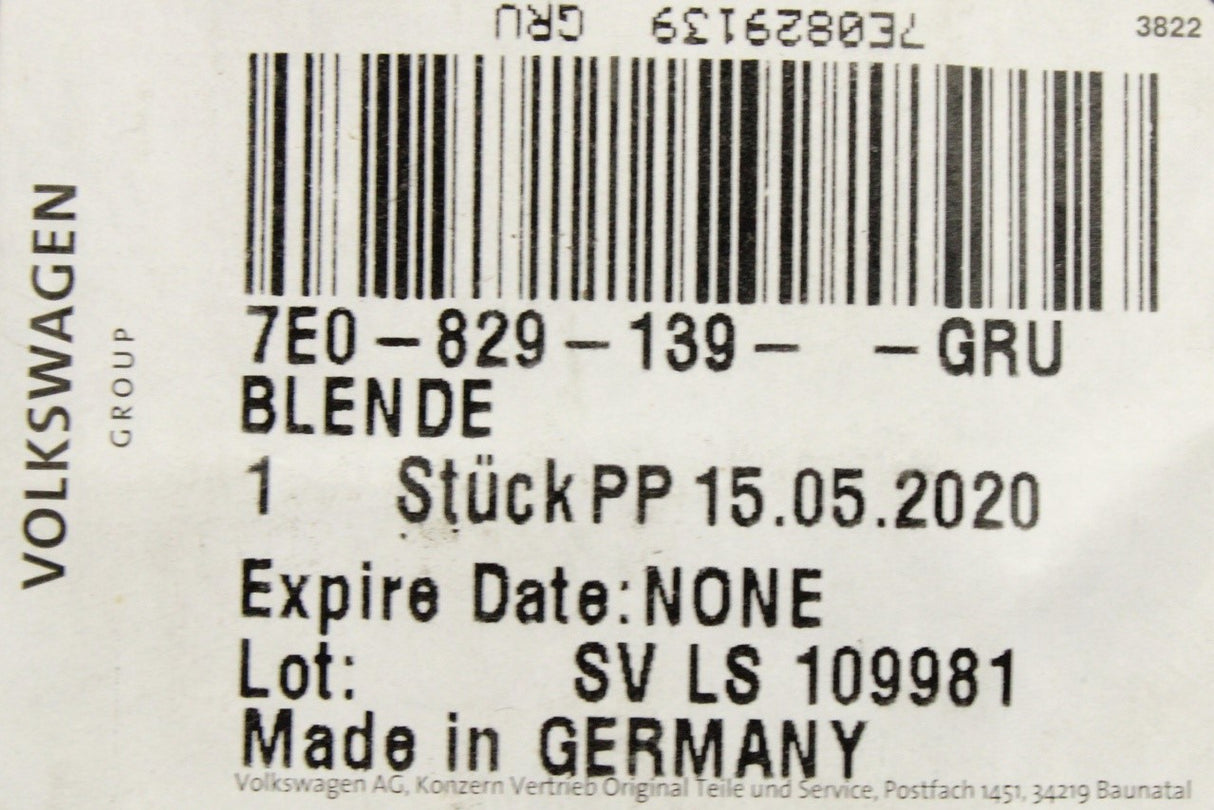 7E0829139 GRU
3822
VOLKSWAGEN
GROUP
7E0-829-139- -GRU
BLENDE
1 Stück PP 15.05.2020
Expire Date:NONE
Lot: SV LS 109981
Made in GERMANY
Volkswagen AG, Konzern Vertrieb Original Teile und Service, Postfach 1451, 34219 Baunatal